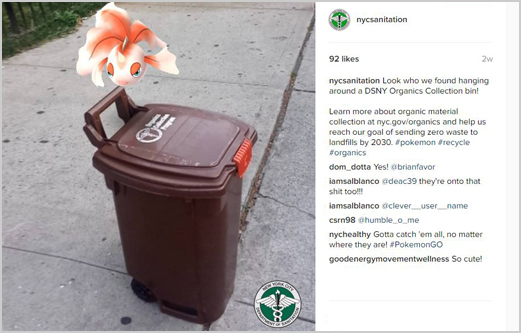 nycsanitation
92 likes
2w
nycsanitation Look who we found hanging
around a DSNY Organics Collection bin!
Learn more about organic material
collection at nyc.gov/organics and help us
reach our goal of sending zero waste to
landfills by 2030. #pokemon #recycle
#organics
dom_dotta Yes! @brianfavor
iamsalblanco @deac39 they're onto that
shit too!!!
iamsalblanco @clever__user__name
csrn98 @humble_o_me
nychealthy Gotta catch 'em all, no matter
where they are! #PokemonGO
goodenergymovementwellness So cute!
NEW YORK CITY
DEPARTMENT OF SANITATION